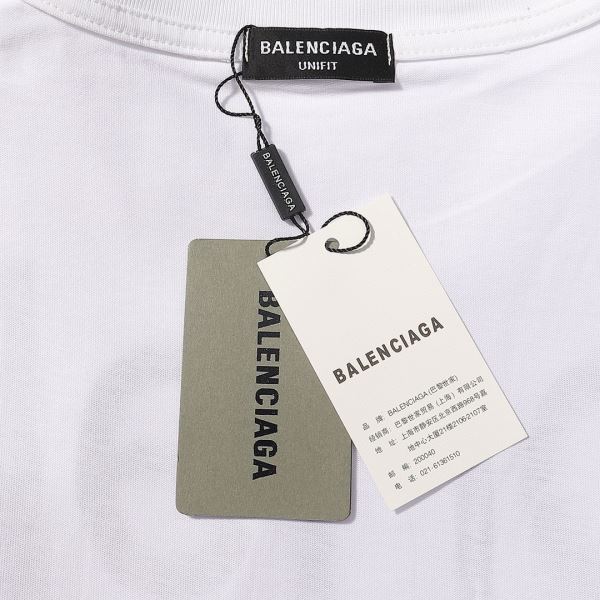 BALENCIAGA
UNIFIT
BALENCIAGA
BALENCIAGA
BALENCIAGA
品 牌: BALENCIAGA (巴黎世家)
经销商: 巴黎世家贸易 (上海) 有限公司
地 址: 上海市静安区北京西路968号嘉
地中心大厦21楼2106-2107室
邮 编: 200040
电 话: 021-61361510